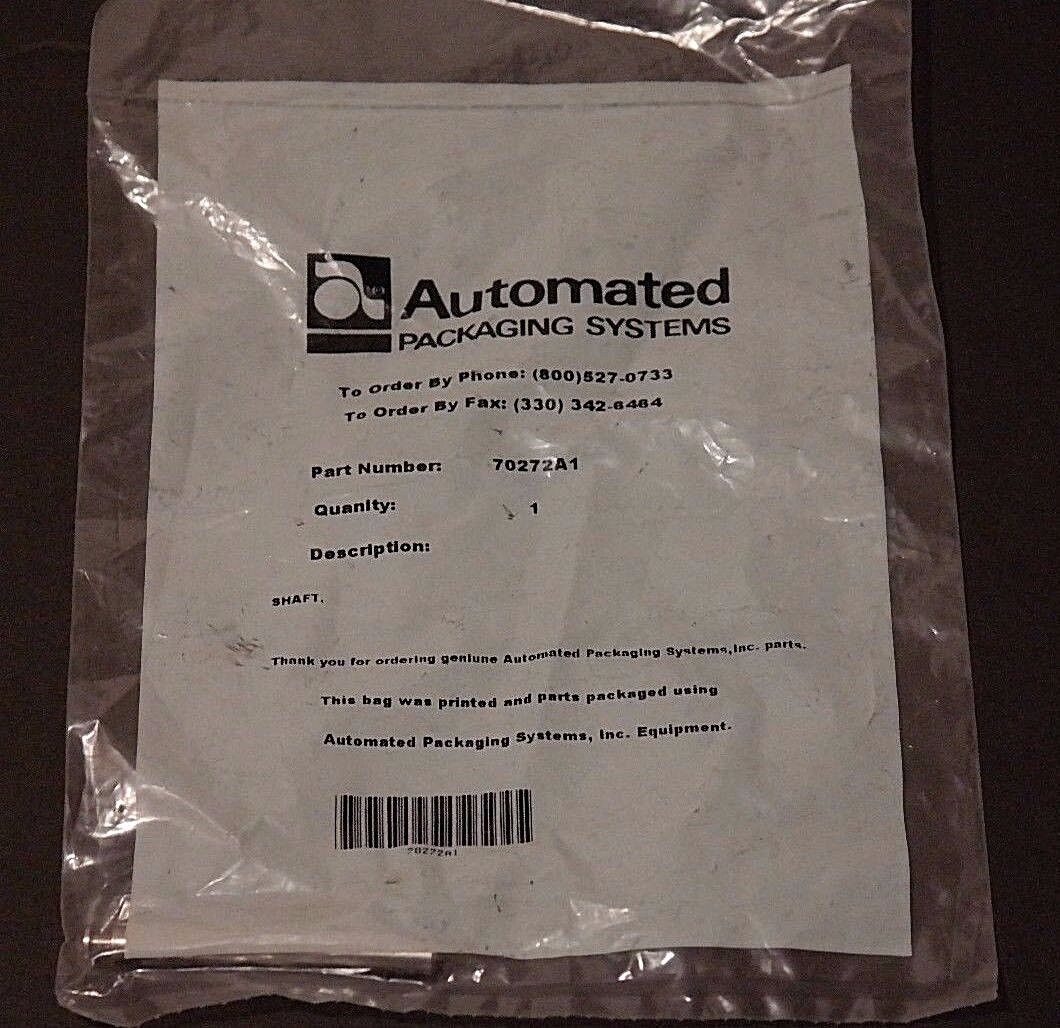 Automated
PACKAGING SYSTEMS
To Order By Phone: (800)527-0733
To Order By Fax: (330) 342-6464
Part Number: 70272A1
Quanity: 1
Description:
SHAFT,
Thank you for ordering geniune Automated Packaging Systems,Inc. parts.
This bag was printed and parts packaged using
Automated Packaging Systems, Inc. Equipment.
70272A1